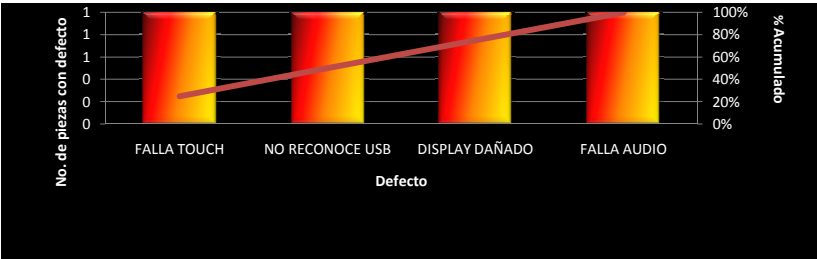 No. de piezas con defecto
1
1
1
0
0
0
100%
80%
60%
40%
20%
0%
% Acumulado
FALLA TOUCH
NO RECONOCE USB
DISPLAY DAÑADO
FALLA AUDIO
Defecto